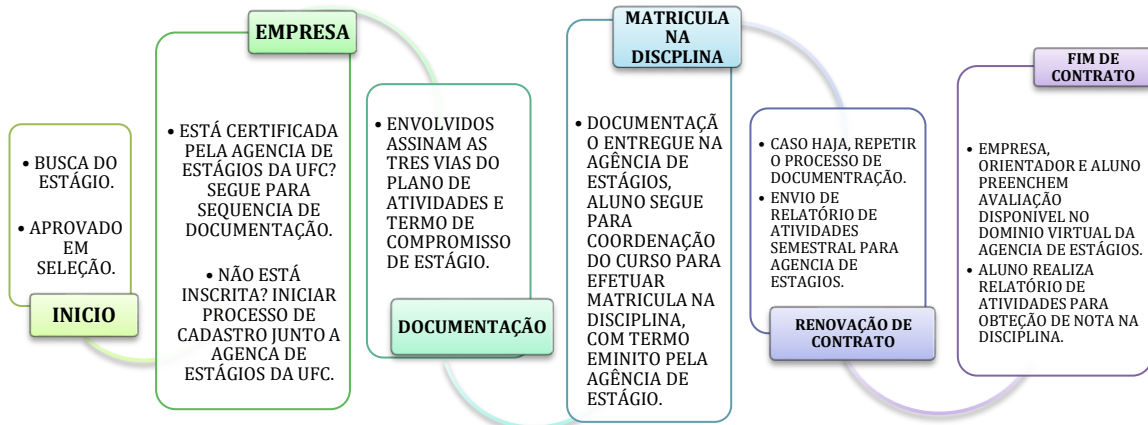 • BUSCA DO
ESTÁGIO.
• APROVADO
EM
SELEÇÃO.
INICIO
EMPRESA
• ESTÁ CERTIFICADA
PELA AGENCIA DE
ESTÁGIOS DA UFC?
SEGUE PARA
SEQUENCIA DE
DOCUMENTAÇÃO.
• NÃO ESTÁ
INSCRITA? INICIAR
PROCESSO DE
CADASTRO JUNTO A
AGENCA DE
ESTÁGIOS DA UFC.
• ENVOLVIDOS
ASSINAM AS
TRES VIAS DO
PLANO DE
ATIVIDADES E
TERMO DE
COMPROMISSO
DE ESTÁGIO.
DOCUMENTAÇÃO
MATRICULA
NA
DISCPLINA
• DOCUMENTAÇÃ
O ENTREGUE NA
AGÊNCIA DE
ESTÁGIOS,
ALUNO SEGUE
PARA
COORDENAÇÃO
DO CURSO PARA
EFETUAR
MATRICULA NA
DISCIPLINA,
COM TERMO
EMINITO PELA
AGÊNCIA DE
ESTÁGIO.
• CASO HAJA, REPETIR
O PROCESSO DE
DOCUMENTRAÇÃO.
• ENVIO DE
RELATÓRIO DE
ATIVIDADES
SEMESTRAL PARA
AGENCIA DE
ESTAGIOS.
RENOVAÇÃO DE
CONTRATO
FIM DE
CONTRATO
• EMPRESA,
ORIENTADOR E ALUNO
PREENCHEM
AVALIAÇÃO
DISPONIVEL NO
DOMINIO VIRTUAL DA
AGENCIA DE ESTÁGIOS.
• ALUNO REALIZA
RELATÓRIO DE
ATIVIDADES PARA
OBTEÇÃO DE NOTA NA
DISCIPLINA.